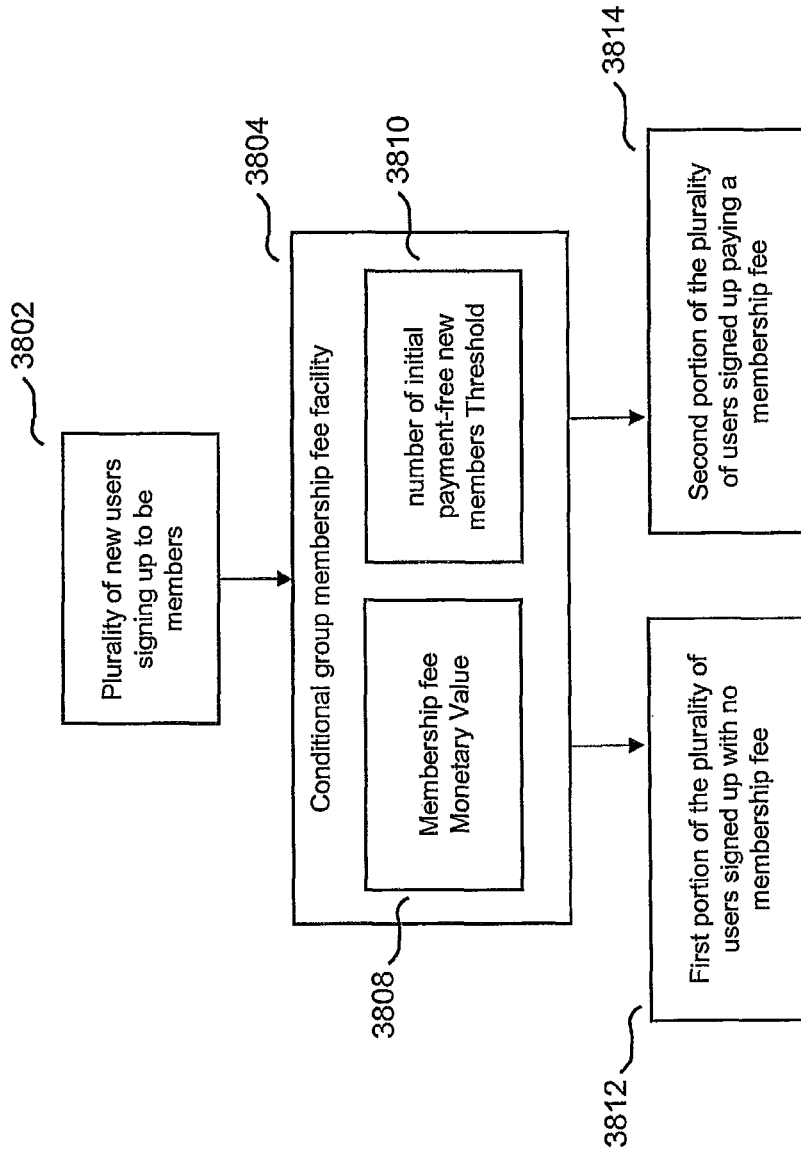 3802
Plurality of new users
signing up to be
members
3804
Conditional group membership fee facility
3808
Membership fee
Monetary Value
3810
number of initial
payment-free new
members Threshold
3812
First portion of the plurality of
users signed up with no
membership fee
3814
Second portion of the plurality
of users signed up paying a
membership fee